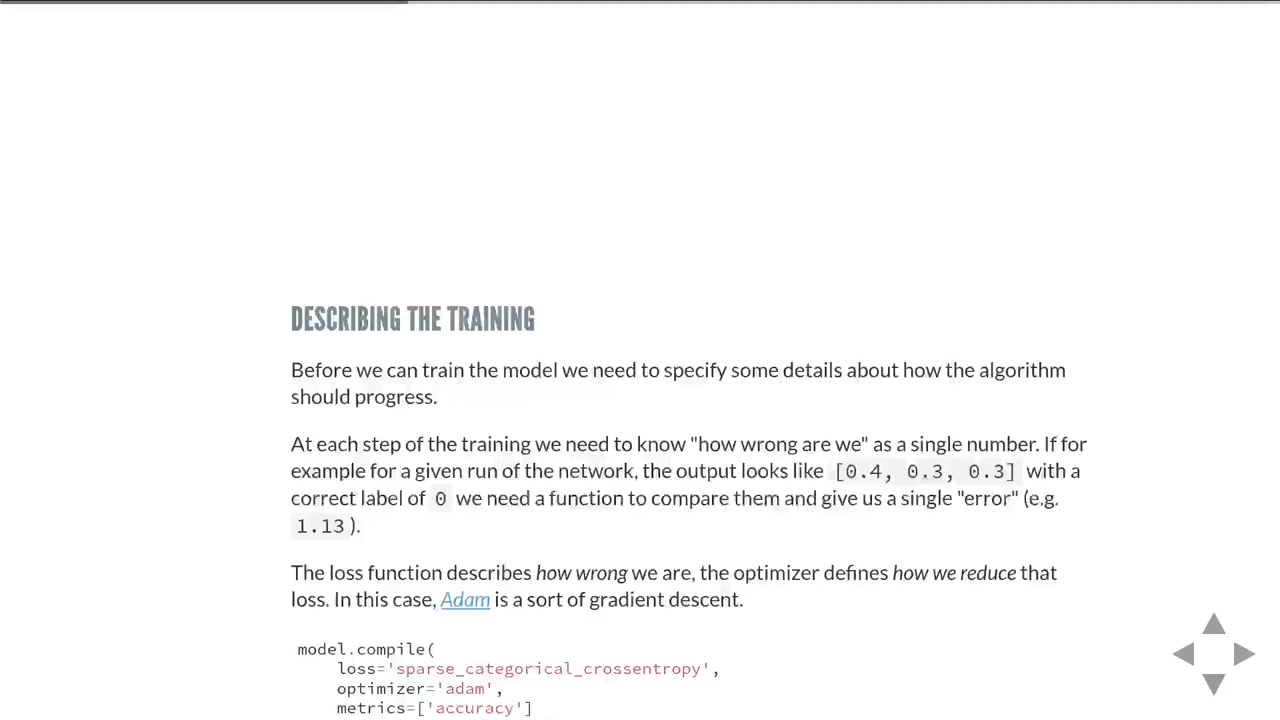 DESCRIBING THE TRAINING
Before we can train the model we need to specify some details about how the algorithm
should progress.
At each step of the training we need to know "how wrong are we" as a single number. If for
example for a given run of the network, the output looks like [0.4, 0.3, 0.3] with a
correct label of 0 we need a function to compare them and give us a single "error" (e.g.
1.13 ).
The loss function describes how wrong we are, the optimizer defines how we reduce that
loss. In this case, Adam is a sort of gradient descent.
model.compile(
    loss='sparse_categorical_crossentropy',
    optimizer='adam',
    metrics=['accuracy']